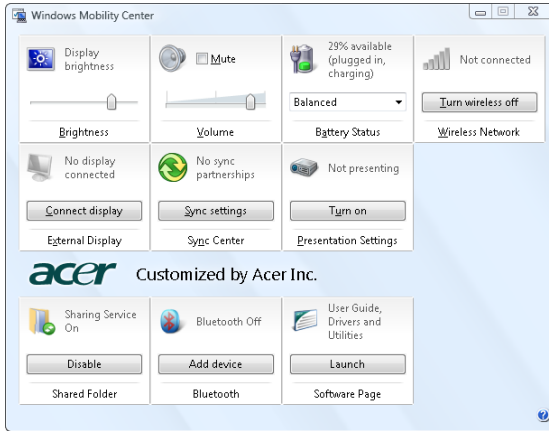 Windows Mobility Center
Display
brightness
Brightness
Mute
Volume
29% available
(plugged in,
charging)
Balanced
Battery Status
Not connected
Turn wireless off
Wireless Network
No display
connected
Connect display
External Display
No sync
partnerships
Sync settings
Sync Center
Not presenting
Turn on
Presentation Settings
acer Customized by Acer Inc.
Sharing Service
On
Disable
Shared Folder
Bluetooth Off
Add device
Bluetooth
User Guide,
Drivers and
Utilities
Launch
Software Page
?